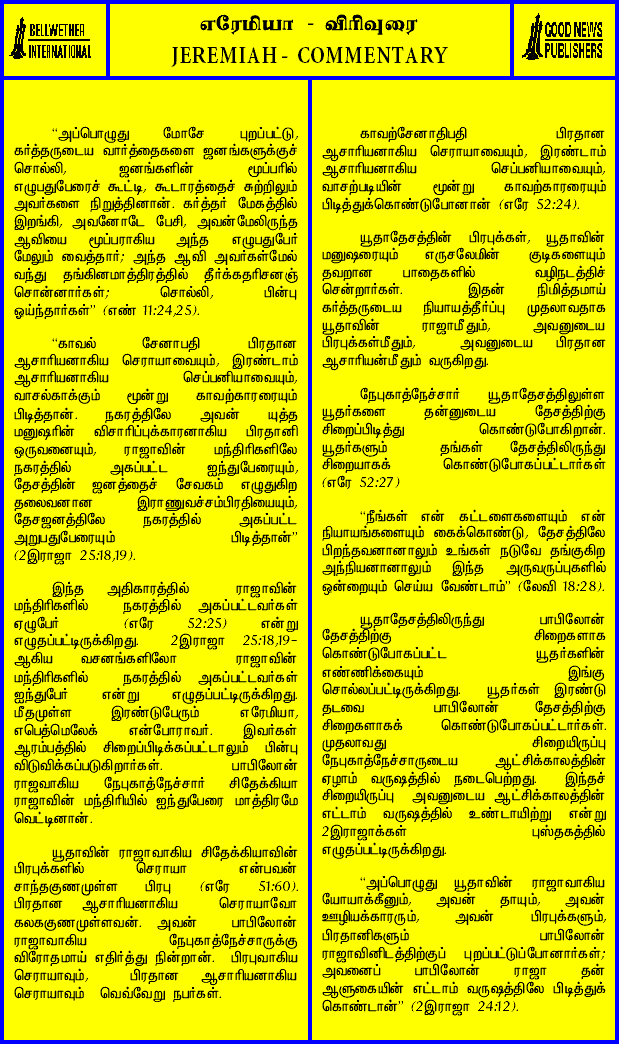 BELLWETHER
INTERNATIONAL
எரேமியா - விரிவுரை
JEREMIAH - COMMENTARY
GOOD NEWS
PUBLISHERS
“அப்பொழுது மோசே புறப்பட்டு,
கர்த்தருடைய வார்த்தைகளை ஜனங்களுக்குச்
சொல்லி, ஜனங்களின் மூப்பரில்
எழுபதுபேரைச் கூட்டி, கூடாரத்தைச் சுற்றிலும்
அவர்களை நிறுத்தினான். கர்த்தர் மேகத்தில்
இறங்கி, அவனோடே பேசி, அவன்மேலிருந்த
ஆவியை மூப்பராகிய அந்த எழுபதுபேர்
மேலும் வைத்தார்; அந்த ஆவி அவர்கள்மேல்
வந்து தங்கினமாத்திரத்தில் தீர்க்கதரிசனஞ்
சொன்னார்கள்; சொல்லி, பின்பு
ஓய்ந்தார்கள்” (எண் 11:24,25).
“காவல் சேனாபதி பிரதான
ஆசாரியனாகிய செராயாவையும், இரண்டாம்
ஆசாரியனாகிய செப்பனியாவையும்,
வாசல்காக்கும் மூன்று காவற்காரரையும்
பிடித்தான். நகரத்திலே அவன் யுத்த
மனுஷரின் விசாரிப்புக்காரனாகிய பிரதானி
ஒருவனையும், ராஜாவின் மந்திரிகளிலே
நகரத்தில் அகப்பட்ட ஐந்துபேரையும்,
தேசத்தின் ஜனத்தைச் சேவகம் எழுதுகிற
தலைவனான இராணுவச்சம்பிரதியையும்,
தேசஜனத்திலே நகரத்தில் அகப்பட்ட
அறுபதுபேரையும் பிடித்தான்”
(2இராஜா 25:18,19).
இந்த அதிகாரத்தில் ராஜாவின்
மந்திரிகளில் நகரத்தில் அகப்பட்டவர்கள்
ஏழுபேர் (எரே 52:25) என்று
எழுதப்பட்டிருக்கிறது. 2இராஜா 25:18,19-
ஆகிய வசனங்களிலோ ராஜாவின்
மந்திரிகளில் நகரத்தில் அகப்பட்டவர்கள்
ஐந்துபேர் என்று எழுதப்பட்டிருக்கிறது.
மீதமுள்ள இரண்டுபேரும் எரேமியா,
எபெத்மெலேக் என்போராவர். இவர்கள்
ஆரம்பத்தில் சிறைப்பிடிக்கப்பட்டாலும் பின்பு
விடுவிக்கப்படுகிறார்கள். பாபிலோன்
ராஜவாகிய நேபுகாத்நேச்சார் சிதேக்கியா
ராஜாவின் மந்திரியில் ஐந்துபேரை மாத்திரமே
வெட்டினான்.
யூதாவின் ராஜாவாகிய சிதேக்கியாவின்
பிரபுக்களில் செராயா என்பவன்
சாந்தகுணமுள்ள பிரபு (எரே 51:60).
பிரதான ஆசாரியனாகிய செராயாவோ
கலககுணமுள்ளவன். அவன் பாபிலோன்
ராஜாவாகிய நேபுகாத்நேச்சாருக்கு
விரோதமாய் எதிர்த்து நின்றான். பிரபுவாகிய
செராயாவும், பிரதான ஆசாரியனாகிய
செராயாவும் வெவ்வேறு நபர்கள்.
காவற்சேனாதிபதி பிரதான
ஆசாரியனாகிய செராயாவையும், இரண்டாம்
ஆசாரியனாகிய செப்பனியாவையும்,
வாசற்படியின் மூன்று காவற்காரரையும்
பிடித்துக்கொண்டுபோனான் (எரே 52:24).
யூதாதேசத்தின் பிரபுக்கள், யூதாவின்
மனுஷரையும் எருசலேமின் குடிகளையும்
தவறான பாதைகளில் வழிநடத்திச்
சென்றார்கள். இதன் நிமித்தமாய்
கர்த்தருடைய நியாயத்தீர்ப்பு முதலாவதாக
யூதாவின் ராஜாமீதும், அவனுடைய
பிரபுக்கள்மீதும், அவனுடைய பிரதான
ஆசாரியன்மீதும் வருகிறது.
நேபுகாத்நேச்சார் யூதாதேசத்திலுள்ள
யூதர்களை தன்னுடைய தேசத்திற்கு
சிறைப்பிடித்து கொண்டுபோகிறான்.
யூதர்களும் தங்கள் தேசத்திலிருந்து
சிறையாகக் கொண்டுபோகப்பட்டார்கள்
(எரே 52:27)
“நீங்கள் என் கட்டளைகளையும் என்
நியாயங்களையும் கைக்கொண்டு, தேசத்திலே
பிறந்தவனானாலும் உங்கள் நடுவே தங்குகிற
அந்நியனானாலும் இந்த அருவருப்புகளில்
ஒன்றையும் செய்ய வேண்டாம்” (லேவி 18:28).
யூதாதேசத்திலிருந்து பாபிலோன்
தேசத்திற்கு சிறைகளாக
கொண்டுபோகப்பட்ட யூதர்களின்
எண்ணிக்கையும் இங்கு
சொல்லப்பட்டிருக்கிறது. யூதர்கள் இரண்டு
தடவை பாபிலோன் தேசத்திற்கு
சிறைகளாகக் கொண்டுபோகப்பட்டார்கள்.
முதலாவது சிறையிருப்பு
நேபுகாத்நேச்சாருடைய ஆட்சிக்காலத்தின்
ஏழாம் வருஷத்தில் நடைபெற்றது. இந்தச்
சிறையிருப்பு அவனுடைய ஆட்சிக்காலத்தின்
எட்டாம் வருஷத்தில் உண்டாயிற்று என்று
2இராஜாக்கள் புஸ்தகத்தில்
எழுதப்பட்டிருக்கிறது.
“அப்பொழுது யூதாவின் ராஜாவாகிய
யோயாக்கீனும், அவன் தாயும், அவன்
ஊழியக்காரரும், அவன் பிரபுக்களும்,
பிரதானிகளும் பாபிலோன்
ராஜாவினிடத்திற்குப் புறப்பட்டுப்போனார்கள்;
அவனைப் பாபிலோன் ராஜா தன்
ஆளுகையின் எட்டாம் வருஷத்திலே பிடித்துக்
கொண்டான்” (2இராஜா 24:12).